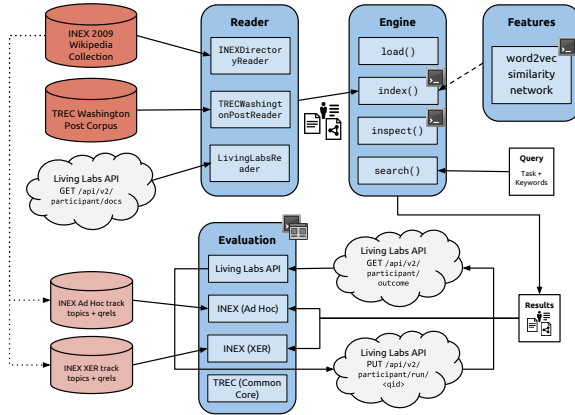 INEX 2009
Wikipedia
Collection
TREC Washington
Post Corpus
Living Labs API
GET /api/v2/
participant/docs
Reader
INEXDirector
yReader
TRECWashingt
onPostReader
LivingLabsRe
ader
Engine
load()
index()
inspect()
search()
Features
word2vec
similarity
network
Query
Task +
Keywords
INEX Ad Hoc track
topics + qrels
INEX XER track
topics + qrels
Evaluation
Living Labs API
INEX (Ad Hoc)
INEX (XER)
TREC (Common
Core)
Living Labs API
GET /api/v2/
participant/
outcome
Living Labs API
PUT /api/v2/
participant/run/
<qid>
Results